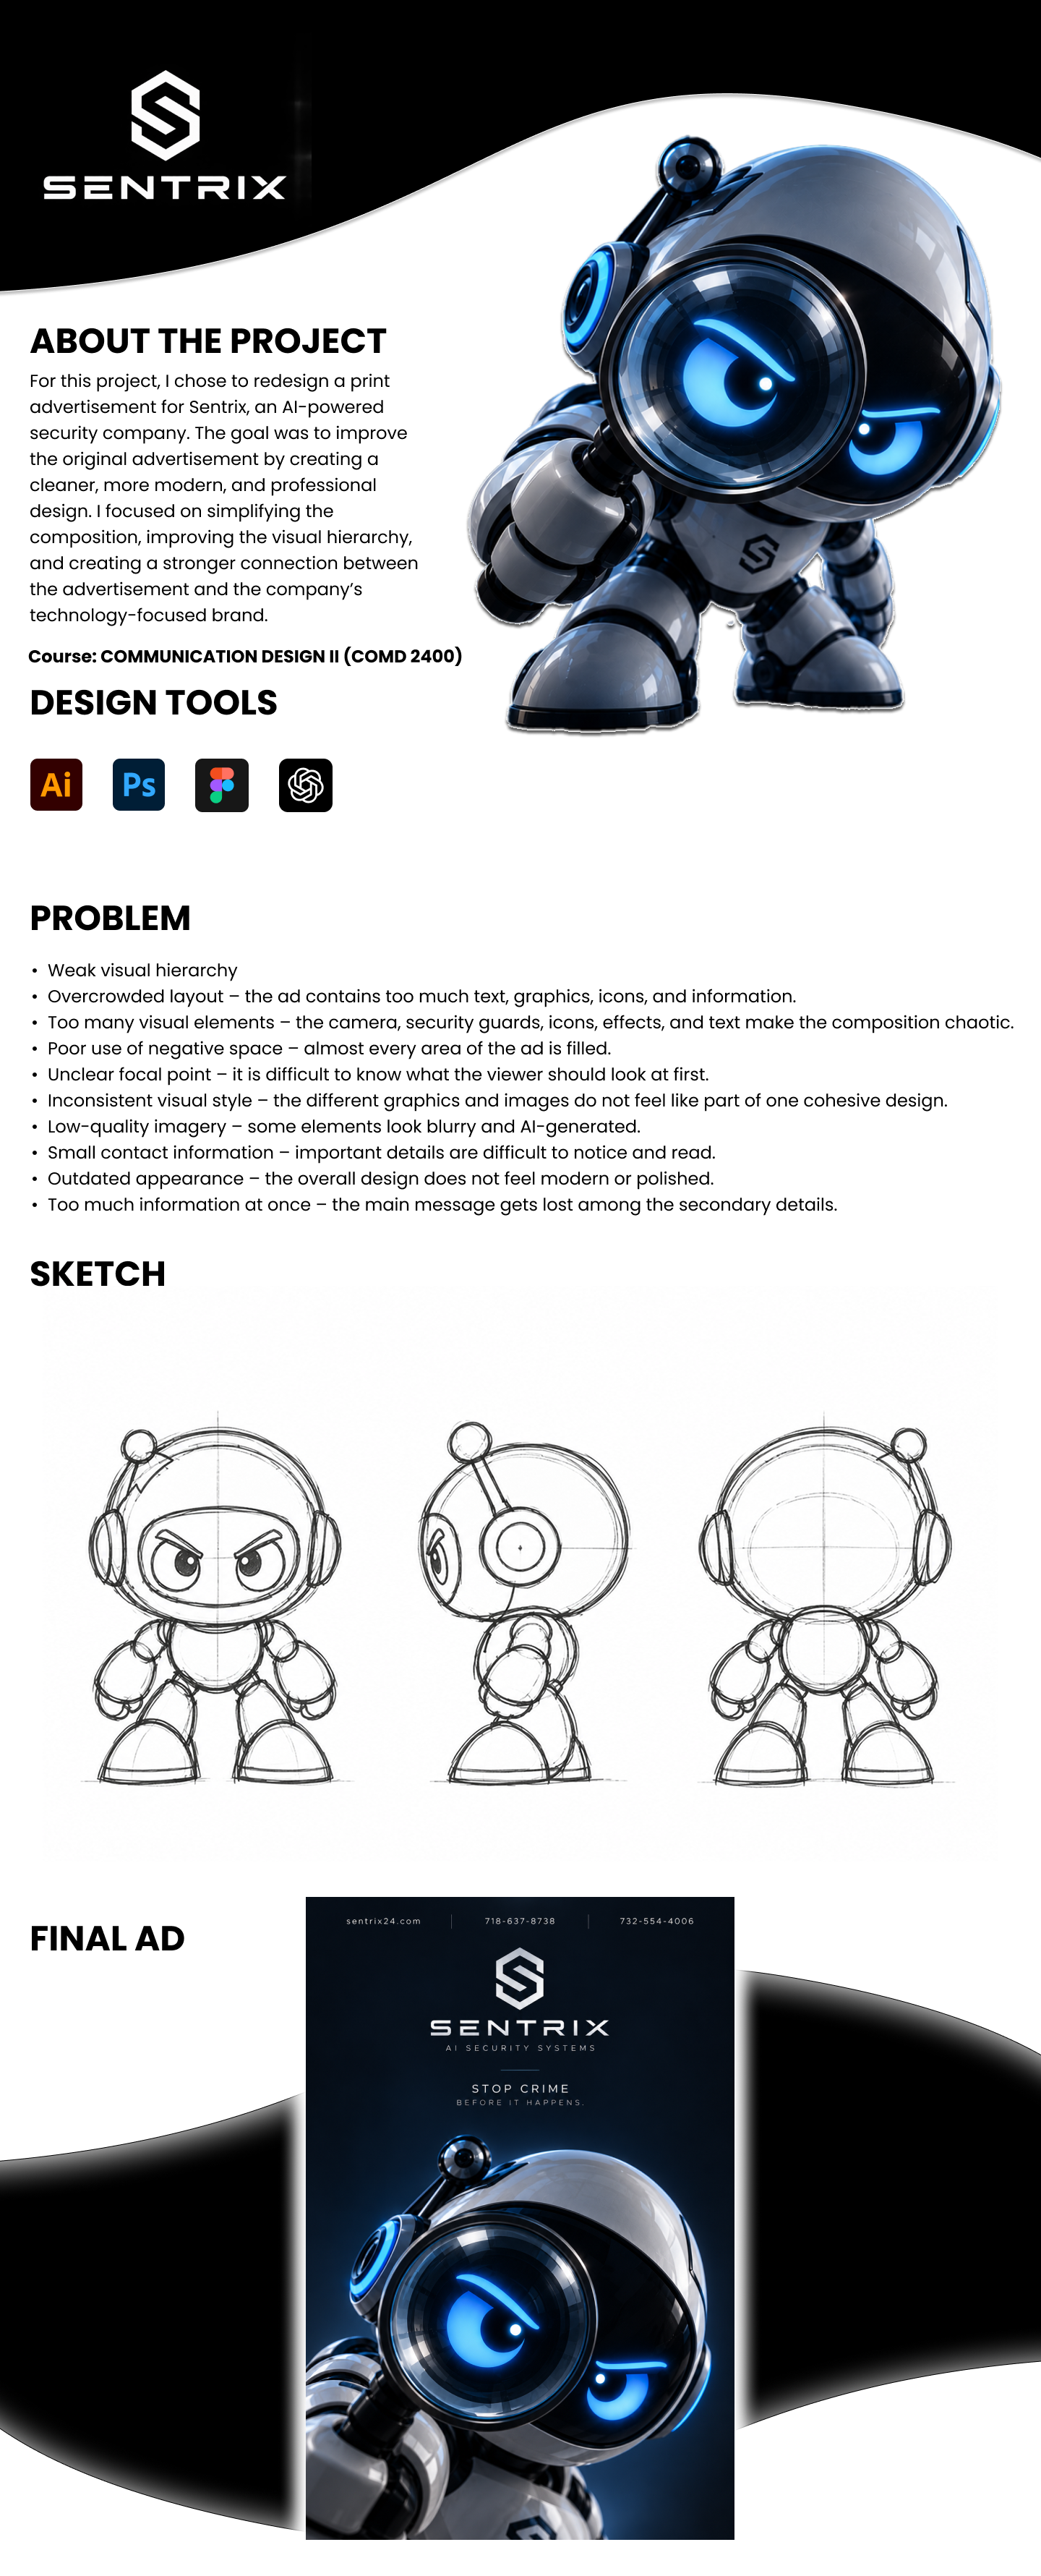 SENTRIX
ABOUT THE PROJECT
For this project, I chose to redesign a print
advertisement for Sentrix, an AI-powered
security company. The goal was to improve
the original advertisement by creating a
cleaner, more modern, and professional
design. I focused on simplifying the
composition, improving the visual hierarchy,
and creating a stronger connection between
the advertisement and the company’s
technology-focused brand.
Course: COMMUNICATION DESIGN II (COMD 2400)
DESIGN TOOLS
Ai Ps
PROBLEM
• Weak visual hierarchy
• Overcrowded layout – the ad contains too much text, graphics, icons, and information.
• Too many visual elements – the camera, security guards, icons, effects, and text make the composition chaotic.
• Poor use of negative space – almost every area of the ad is filled.
• Unclear focal point – it is difficult to know what the viewer should look at first.
• Inconsistent visual style – the different graphics and images do not feel like part of one cohesive design.
• Low-quality imagery – some elements look blurry and AI-generated.
• Small contact information – important details are difficult to notice and read.
• Outdated appearance – the overall design does not feel modern or polished.
• Too much information at once – the main message gets lost among the secondary details.
SKETCH
FINAL AD
sentrix24.com 718-637-8738 732-554-4006
SENTRIX
AI SECURITY SYSTEMS
STOP CRIME
BEFORE IT HAPPENS.